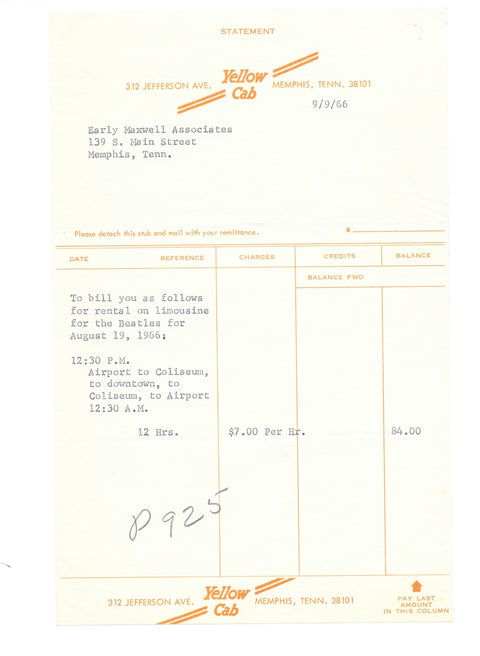 STATEMENT
312 JEFFERSON AVE. Yellow Cab MEMPHIS, TENN. 38101
9/9/66
Early Maxwell Associates
139 S. Main Street
Memphis, Tenn.
Please detach this stub and mail with your remittance. $
DATE REFERENCE CHARGES CREDITS BALANCE
BALANCE FWD
To bill you as follows
for rental on limousine
for the Beatles for
August 19, 1966;
12:30 P.M.
Airport to Coliseum,
to downtown, to
Coliseum, to Airport
12:30 A.M.
12 Hrs. $7.00 Per Hr. 84.00
P 925
312 JEFFERSON AVE. Yellow Cab MEMPHIS, TENN. 38101
PAY LAST
AMOUNT
IN THIS COLUMN